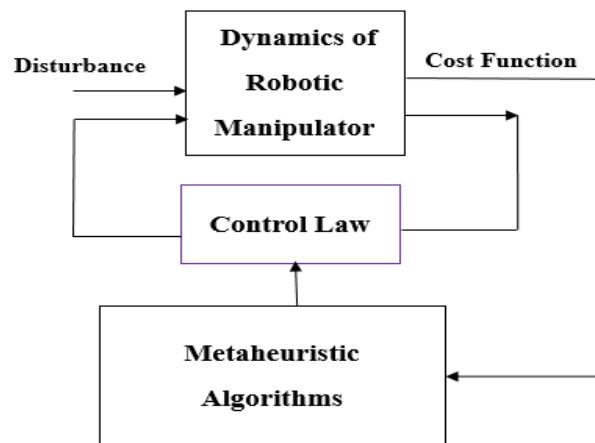 Dynamics of
Disturbance
Robotic
Cost Function
Manipulator
Control Law
Metaheuristic
Algorithms